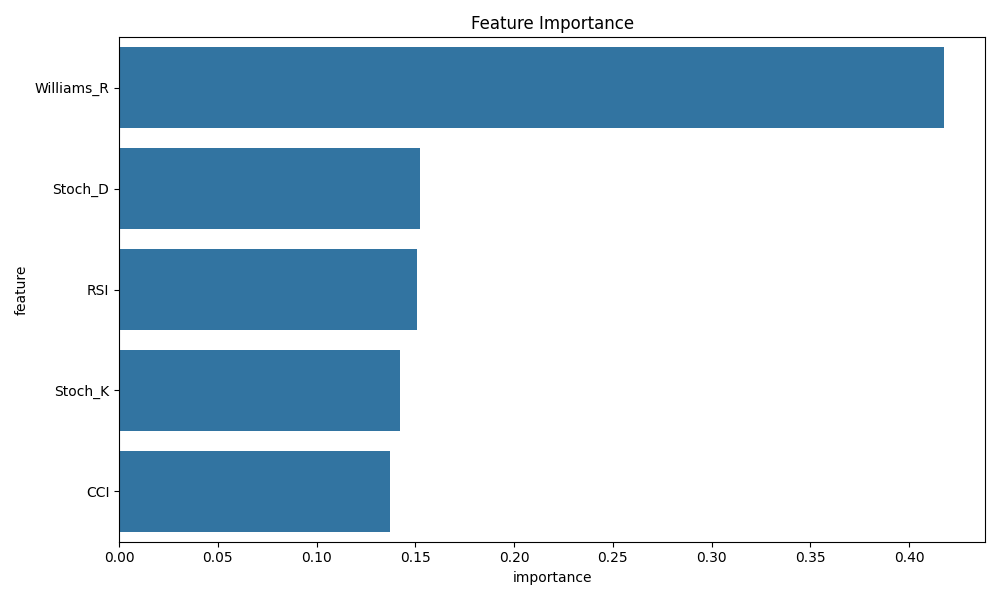 Feature Importance
Williams_R
Stoch_D
RSI
Stoch_K
CCI
feature
0.00 0.05 0.10 0.15 0.20 0.25 0.30 0.35 0.40
importance